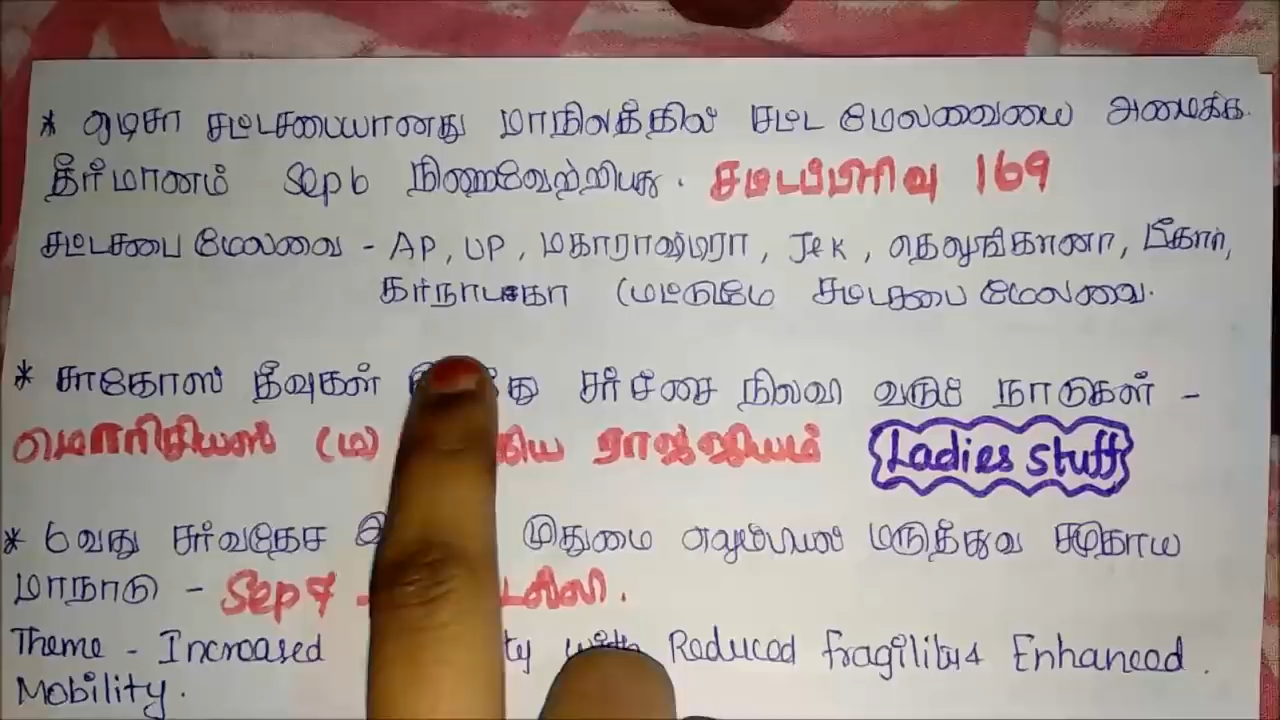 * ஒடிசா சட்டசபையானது மாநிலத்தில் சட்ட மேலவையை அமைக்க
தீர்மானம் Sep 6 நிறைவேற்றியது. சட்டப்பிரிவு 169
சட்டசபை மேலவை - AP, UP, மகாராஷ்டிரா, J&K, தெலுங்கானா, பீகார்,
கர்நாடகா மட்டுமே சட்டசபை மேலவை.
* சாகோஸ் தீவுகள் சர்ச்சை நிலவி வரும் நாடுகள் -
மொரிசியஸ் (ம) ராஜ்ஜியம் Ladies stuff
* 6வது சர்வதேச முதுமை எலும்பியல் மருத்துவ சமூகாய
மாநாடு - Sep 7 -
Theme - Increased with Reduced fragility Enhanced
Mobility.